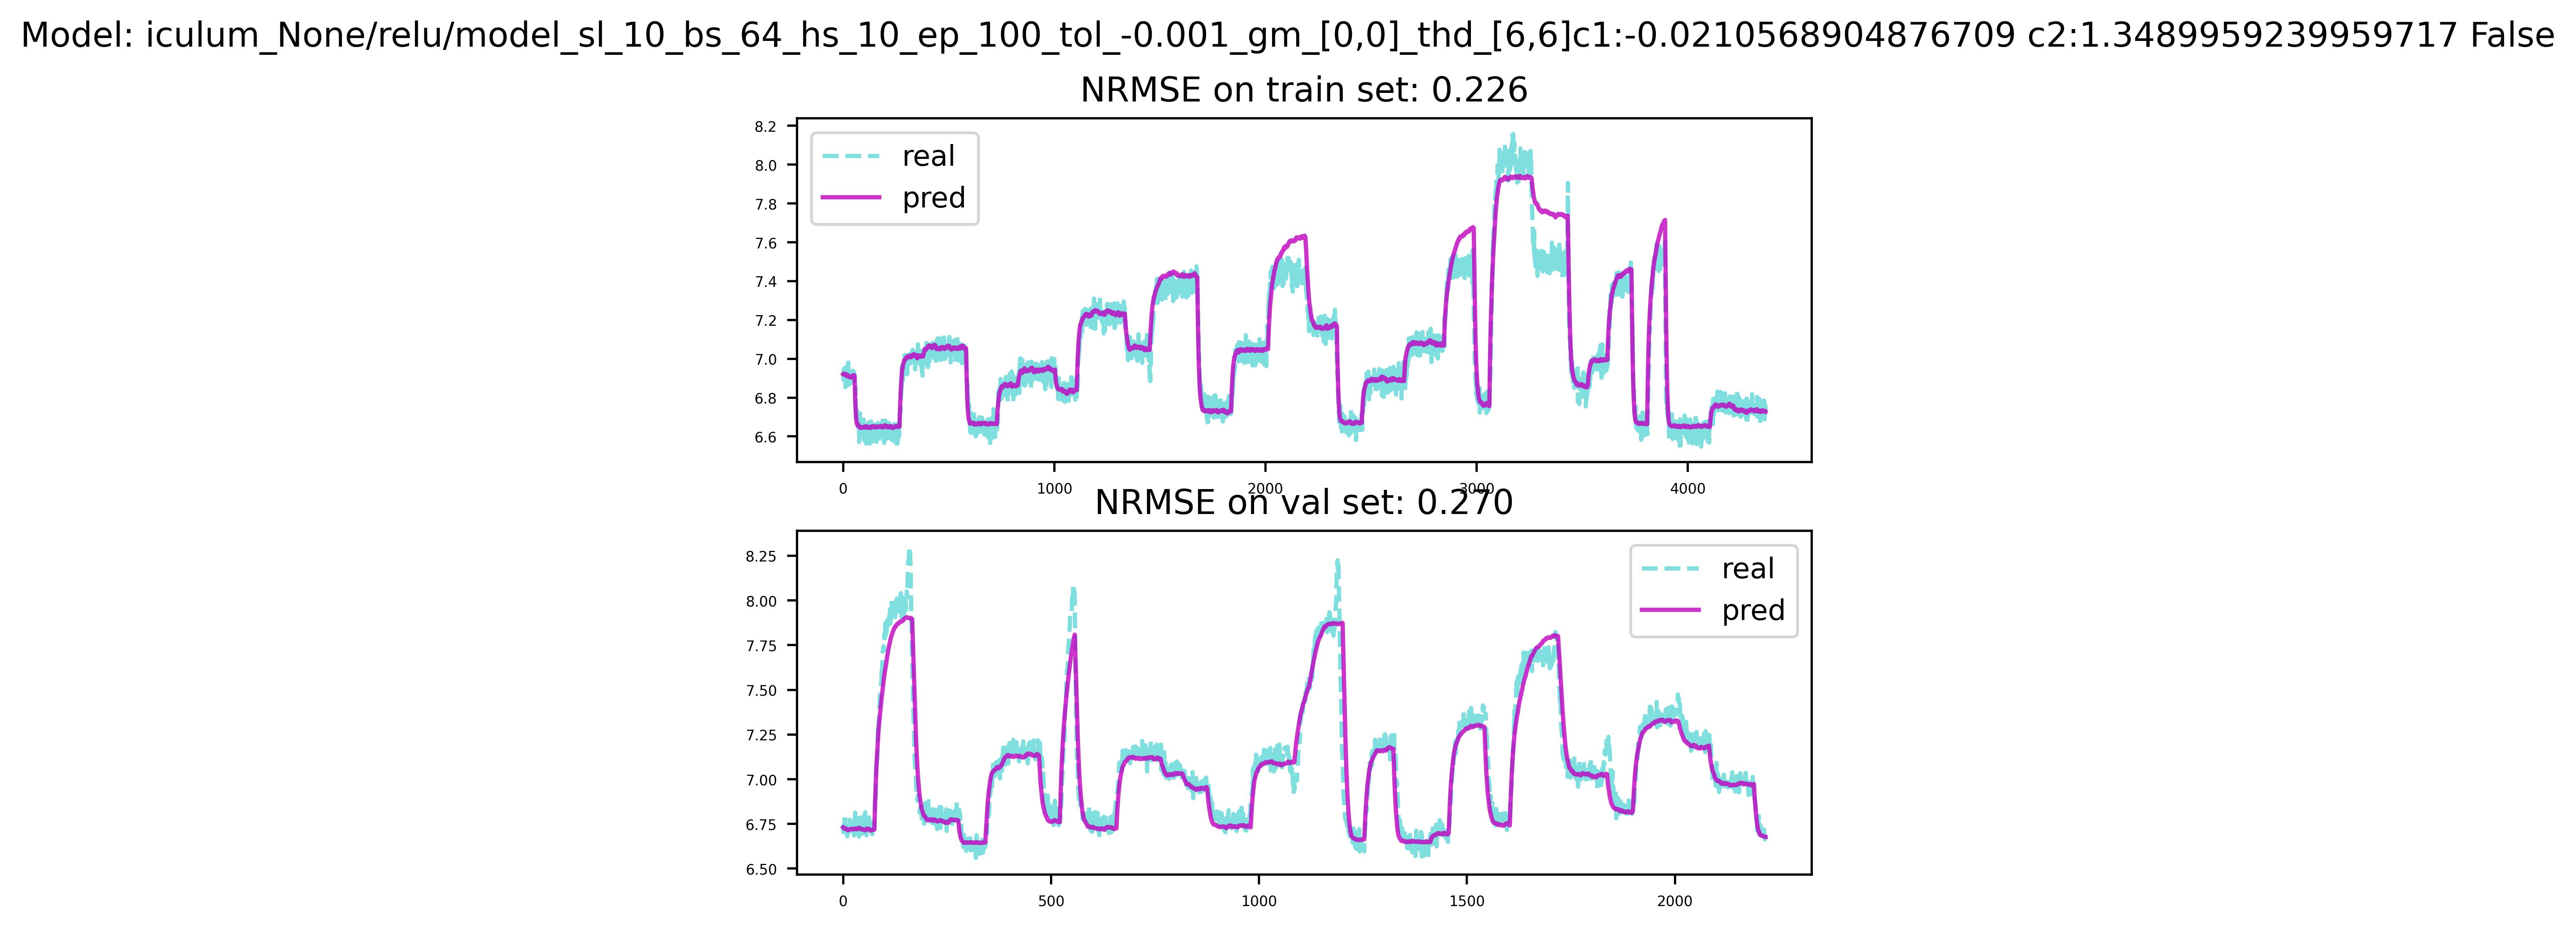 Model: iculum_None/relu/model_sl_10_bs_64_hs_10_ep_100_tol_-0.001_gm_[0,0]_thd_[6,6]c1:-0.0210568904876709 c2:1.3489959239959717 False
NRMSE on train set: 0.226
8.2
8.0
7.8
7.6
7.4
7.2
7.0
6.8
6.6
real
pred
0 1000 2000 3000 4000
NRMSE on val set: 0.270
8.25
8.00
7.75
7.50
7.25
7.00
6.75
6.50
real
pred
0 500 1000 1500 2000